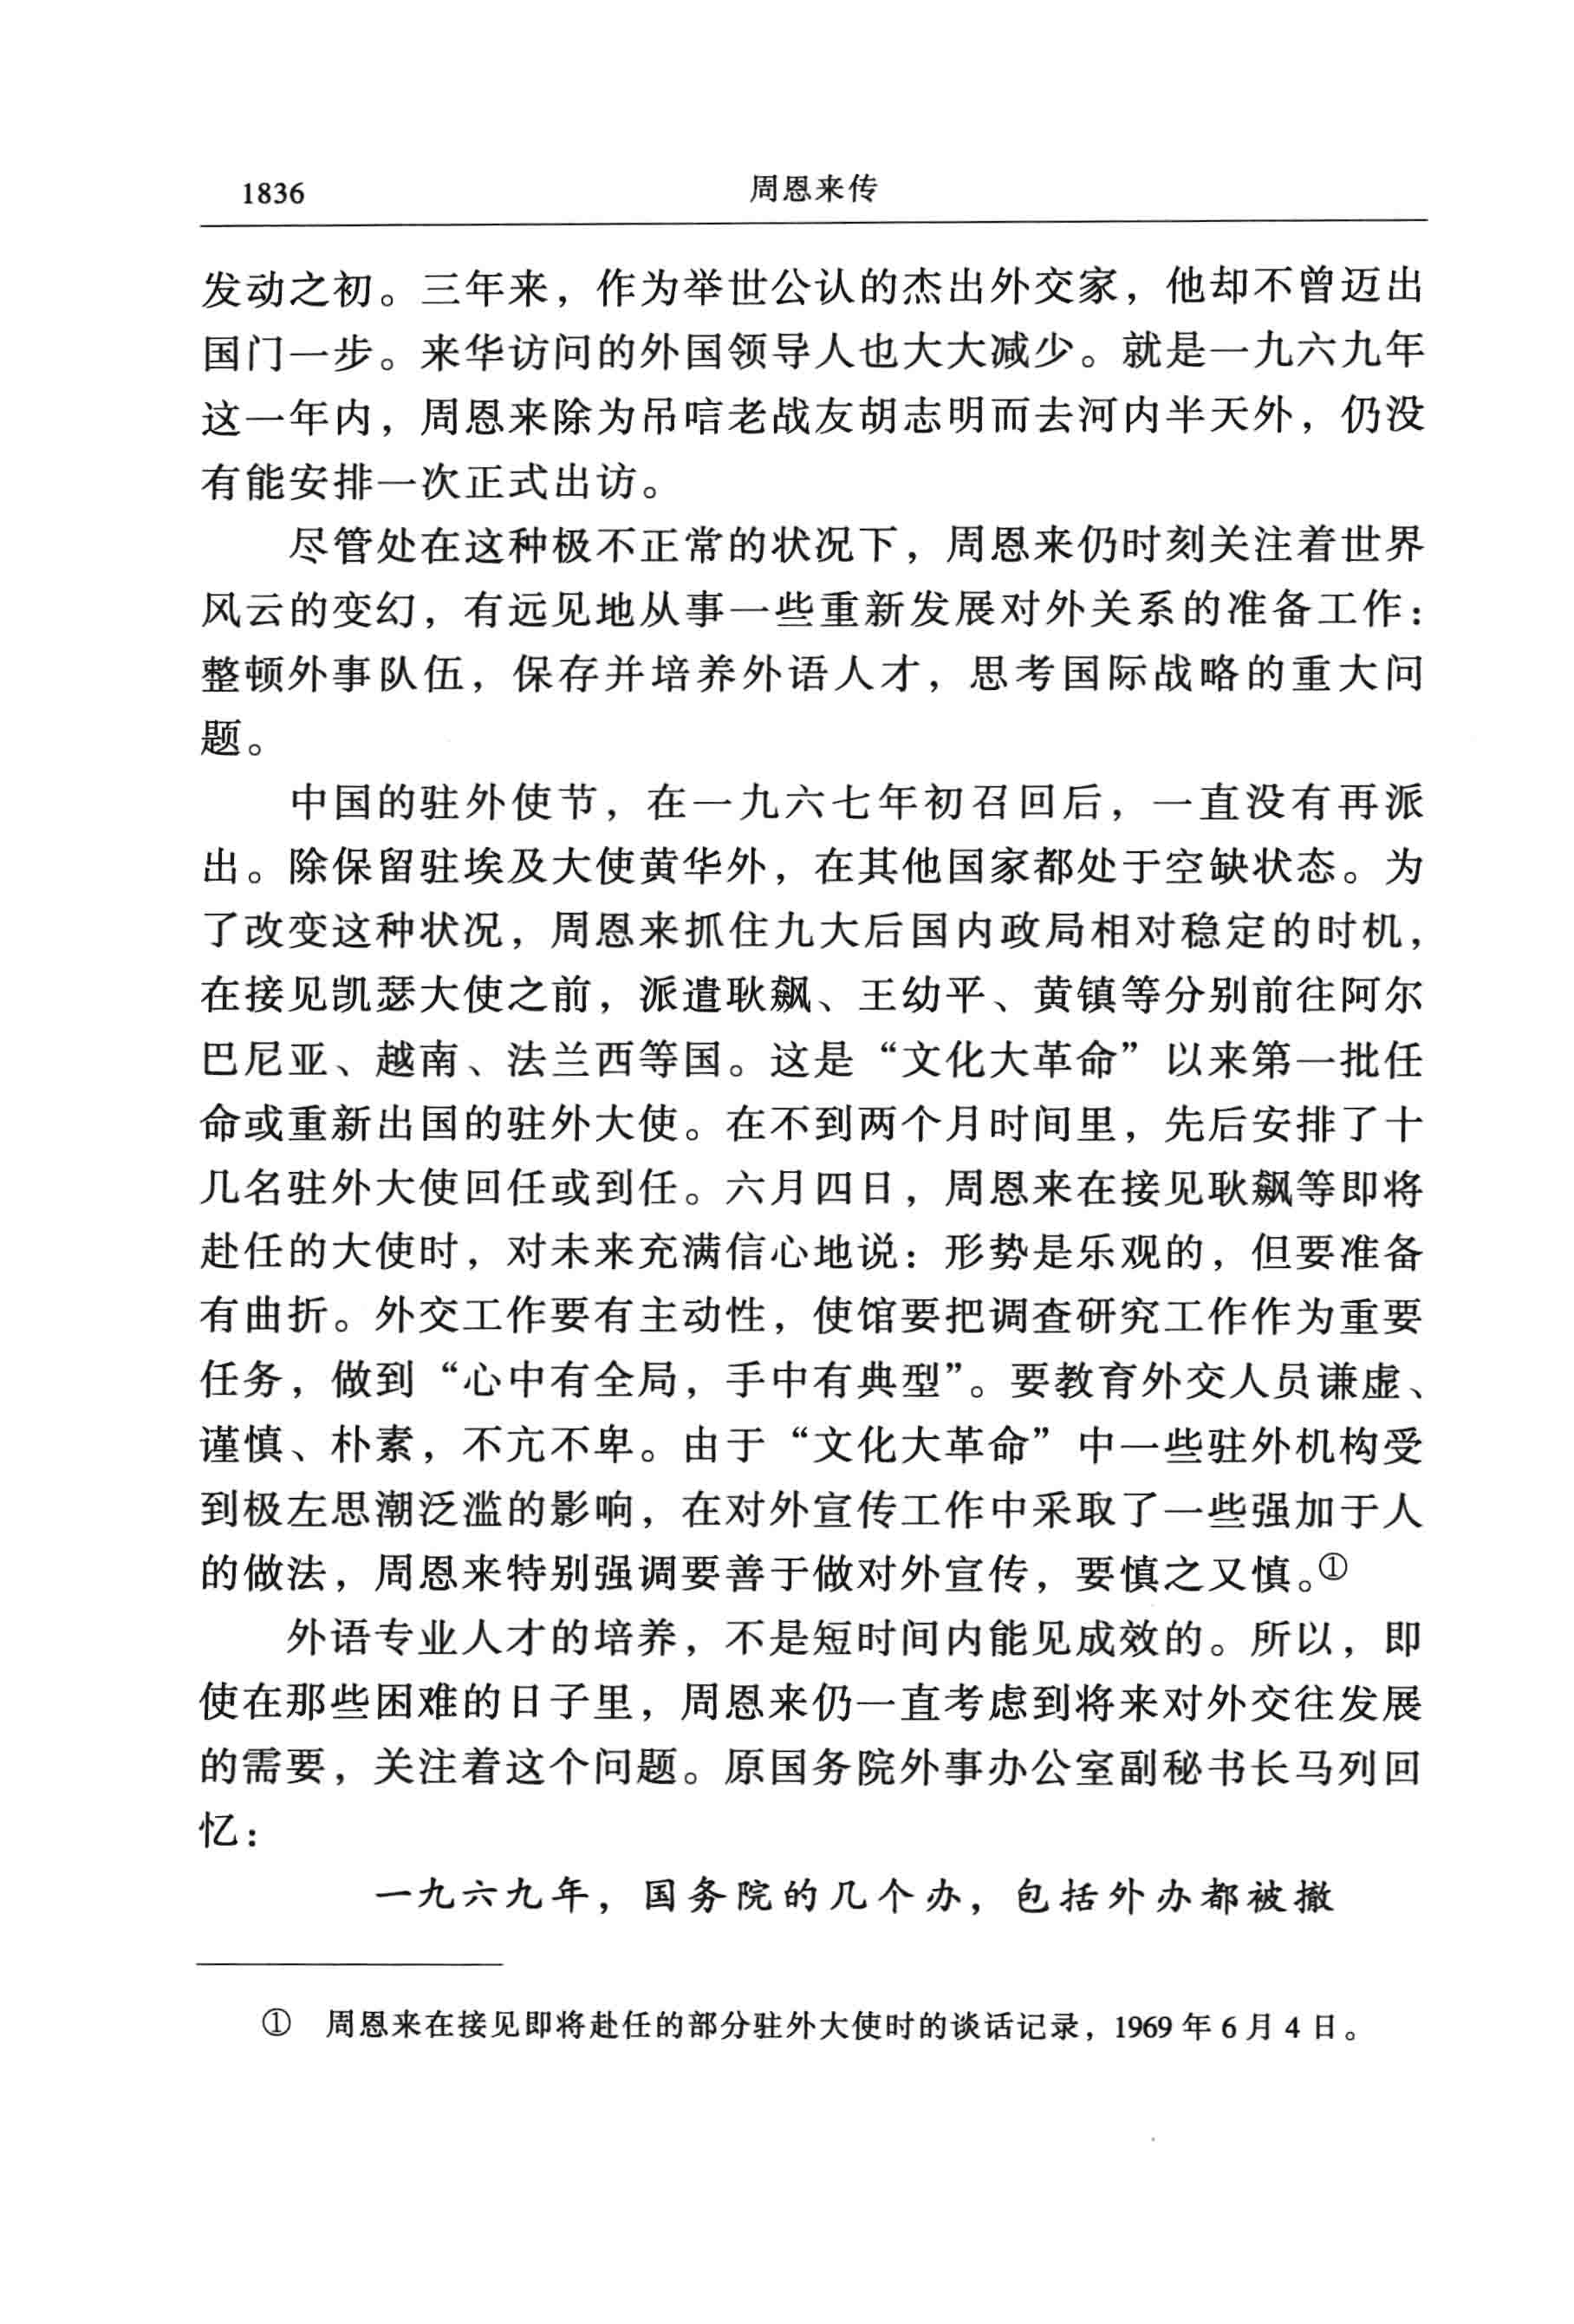 1836 周恩来传
发动之初。三年来，作为举世公认的杰出外交家，他却不曾迈出
国门一步。来华访问的外国领导人也大大减少。就是一九六九年
这一年内，周恩来除为吊唁老战友胡志明而去河内半天外，仍没
有能安排一次正式出访。
尽管处在这种极不正常的状况下，周恩来仍时刻关注着世界
风云的变幻，有远见地从事一些重新发展对外关系的准备工作：
整顿外事队伍，保存并培养外语人才，思考国际战略的重大问
题。
中国的驻外使节，在一九六七年初召回后，一直没有再派
出。除保留驻埃及大使黄华外，在其他国家都处于空缺状态。为
了改变这种状况，周恩来抓住九大后国内政局相对稳定的时机，
在接见凯瑟大使之前，派遣耿飙、王幼平、黄镇等分别前往阿尔
巴尼亚、越南、法兰西等国。这是“文化大革命”以来第一批任
命或重新出国的驻外大使。在不到两个月时间里，先后安排了十
几名驻外大使回任或到任。六月四日，周恩来在接见耿飙等即将
赴任的大使时，对未来充满信心地说：形势是乐观的，但要准备
有曲折。外交工作要有主动性，使馆要把调查研究工作作为重要
任务，做到“心中有全局，手中有典型”。要教育外交人员谦虚、
谨慎、朴素，不亢不卑。由于“文化大革命”中一些驻外机构受
到极左思潮泛滥的影响，在对外宣传工作中采取了一些强加于人
的做法，周恩来特别强调要善于做对外宣传，要慎之又慎。①
外语专业人才的培养，不是短时间内能见成效的。所以，即
使在那些困难的日子里，周恩来仍一直考虑到将来对外交往发展
的需要，关注着这个问题。原国务院外事办公室副秘书长马列回
忆：
一九六九年，国务院的几个办，包括外办都被撤
① 周恩来在接见即将赴任的部分驻外大使时的谈话记录，1969 年 6 月 4 日。